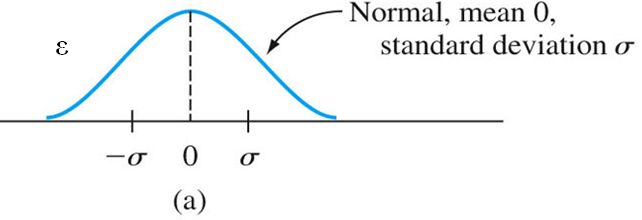 Normal, mean 0,
ε
standard deviation σ
−σ 0 σ
(a)